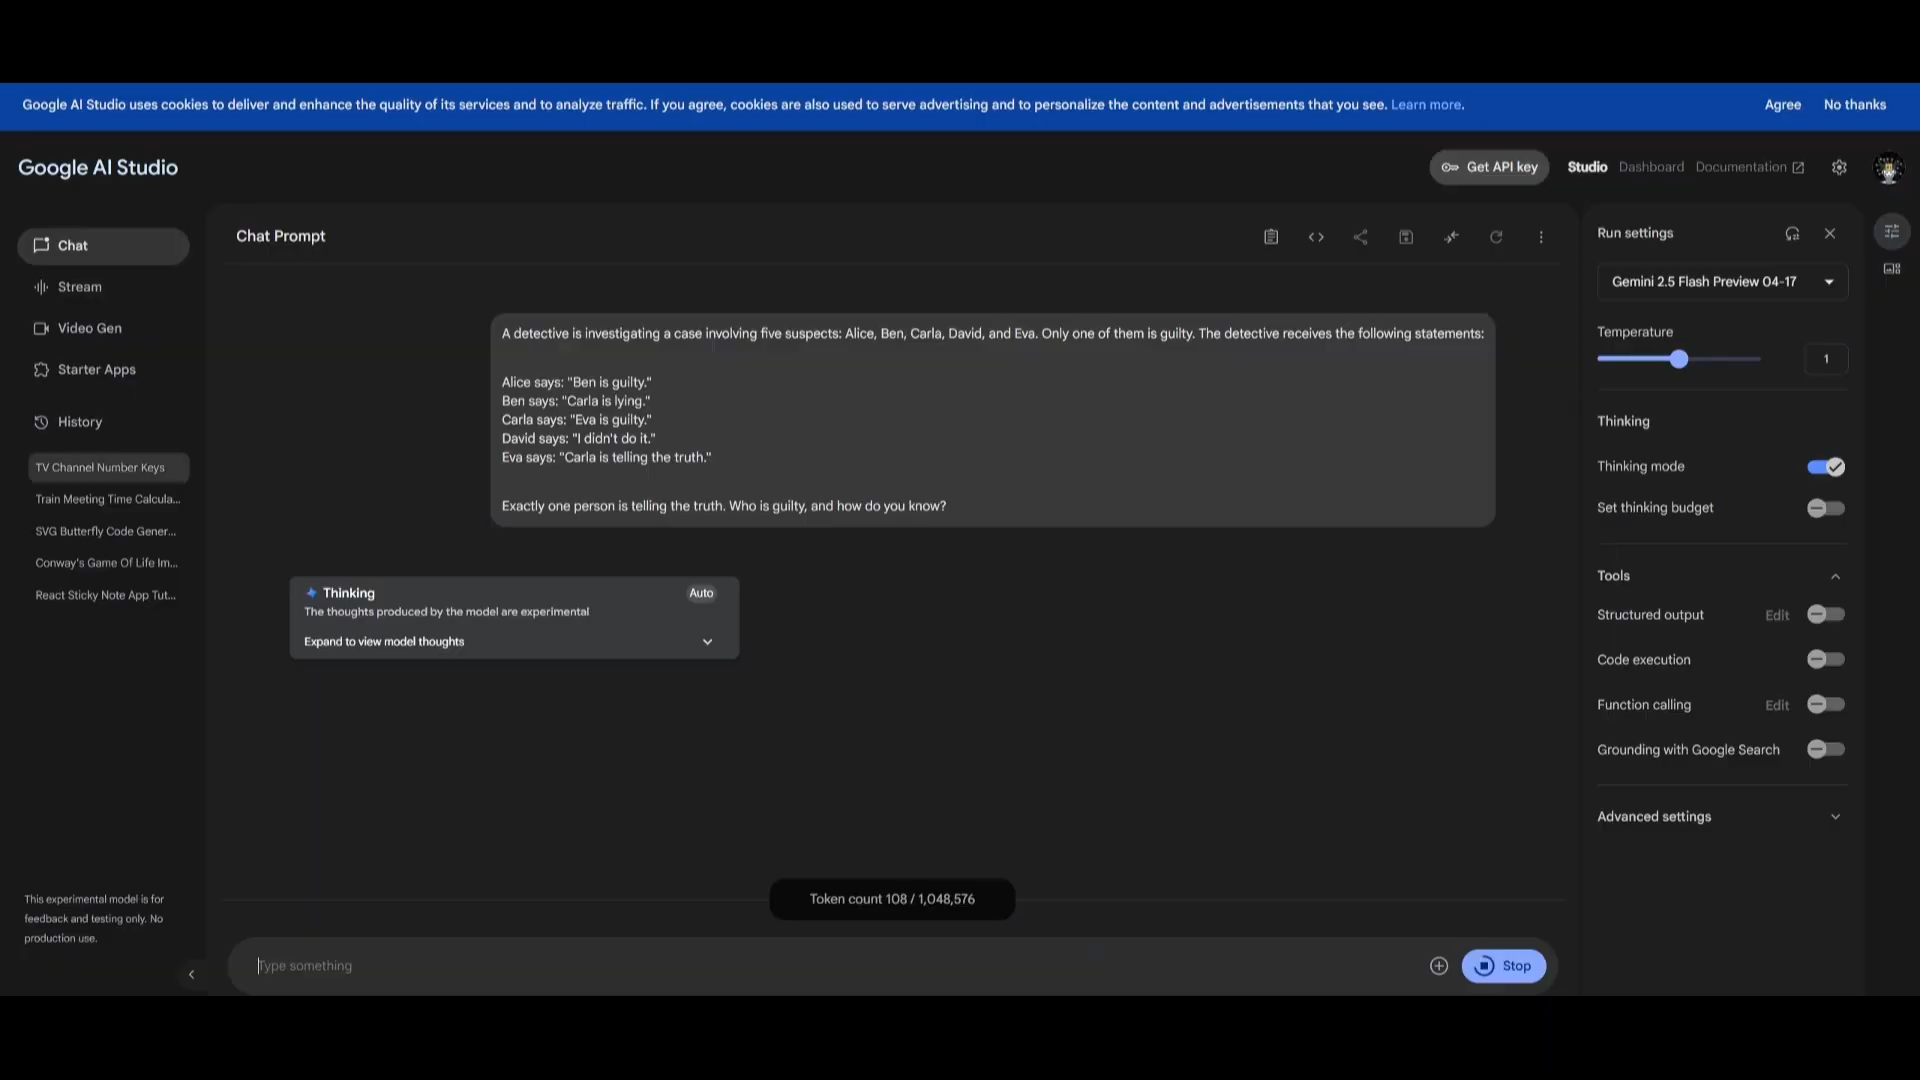 Google AI Studio uses cookies to deliver and enhance the quality of its services and to analyze traffic. If you agree, cookies are also used to serve advertising and to personalize the content and advertisements that you see. Learn more.
Agree
No thanks
Google AI Studio
Get API key
Studio
Dashboard
Documentation
Chat
Stream
Video Gen
Starter Apps
History
TV Channel Number Keys
Train Meeting Time Calcula...
SVG Butterfly Code Gener...
Conway's Game Of Life Im...
React Sticky Note App Tut...
This experimental model is for
feedback and testing only. No
production use.
Chat Prompt
A detective is investigating a case involving five suspects: Alice, Ben, Carla, David, and Eva. Only one of them is guilty. The detective receives the following statements:
Alice says: "Ben is guilty."
Ben says: "Carla is lying."
Carla says: "Eva is guilty."
David says: "I didn't do it."
Eva says: "Carla is telling the truth."
Exactly one person is telling the truth. Who is guilty, and how do you know?
Thinking
Auto
The thoughts produced by the model are experimental
Expand to view model thoughts
Token count 108 / 1,048,576
Type something
Stop
Run settings
Gemini 2.5 Flash Preview 04-17
Temperature
1
Thinking
Thinking mode
Set thinking budget
Tools
Structured output
Edit
Code execution
Function calling
Edit
Grounding with Google Search
Advanced settings